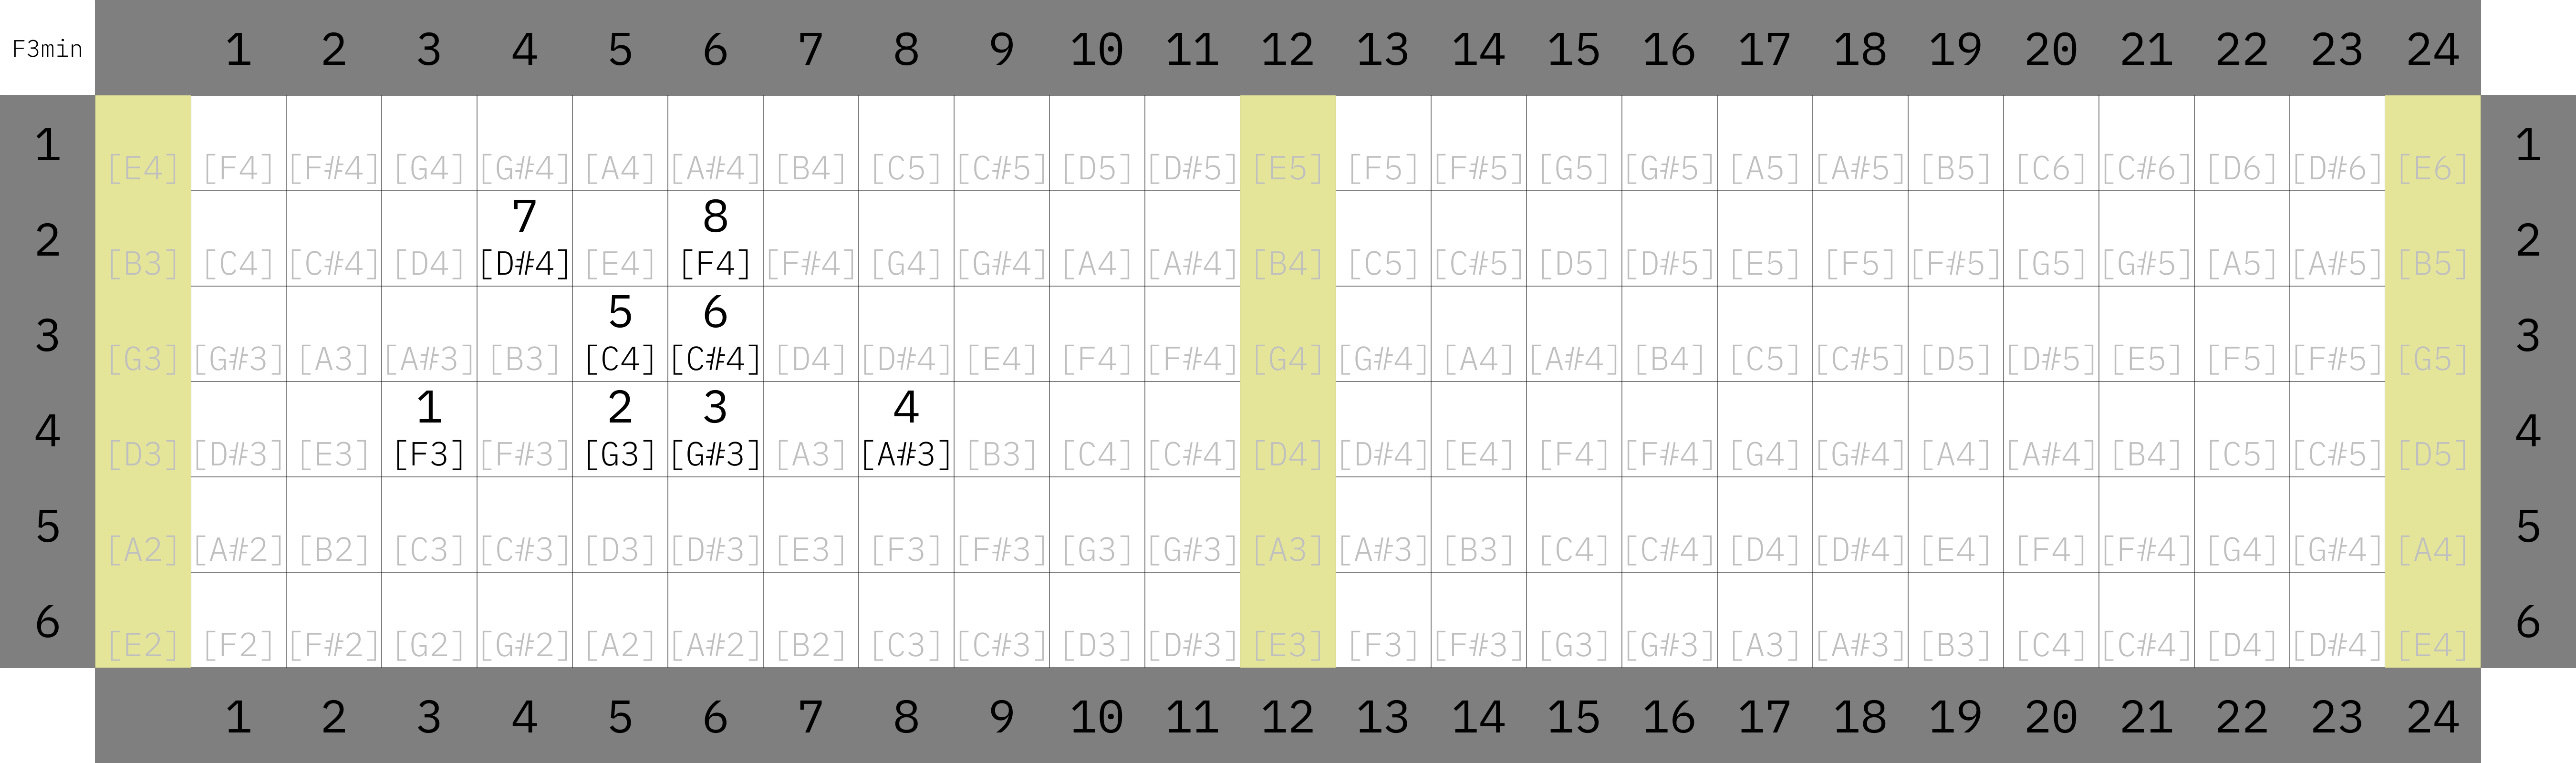 F3min 1 2 3 4 5 6 7 8 9 10 11 12 13 14 15 16 17 18 19 20 21 22 23 24
1 [E4] [F4] [F#4] [G4] [G#4] [A4] [A#4] [B4] [C5] [C#5] [D5] [D#5] [E5] [F5] [F#5] [G5] [G#5] [A5] [A#5] [B5] [C6] [C#6] [D6] [D#6] [E6] 1
7 8
2 [B3] [C4] [C#4] [D4] [D#4] [E4] [F4] [F#4] [G4] [G#4] [A4] [A#4] [B4] [C5] [C#5] [D5] [D#5] [E5] [F5] [F#5] [G5] [G#5] [A5] [A#5] [B5] 2
5 6
3 [G3] [G#3] [A3] [A#3] [B3] [C4] [C#4] [D4] [D#4] [E4] [F4] [F#4] [G4] [G#4] [A4] [A#4] [B4] [C5] [C#5] [D5] [D#5] [E5] [F5] [F#5] [G5] 3
1 2 3 4
4 [D3] [D#3] [E3] [F3] [F#3] [G3] [G#3] [A3] [A#3] [B3] [C4] [C#4] [D4] [D#4] [E4] [F4] [F#4] [G4] [G#4] [A4] [A#4] [B4] [C5] [C#5] [D5] 4
5 [A2] [A#2] [B2] [C3] [C#3] [D3] [D#3] [E3] [F3] [F#3] [G3] [G#3] [A3] [A#3] [B3] [C4] [C#4] [D4] [D#4] [E4] [F4] [F#4] [G4] [G#4] [A4] 5
6 [E2] [F2] [F#2] [G2] [G#2] [A2] [A#2] [B2] [C3] [C#3] [D3] [D#3] [E3] [F3] [F#3] [G3] [G#3] [A3] [A#3] [B3] [C4] [C#4] [D4] [D#4] [E4] 6
1 2 3 4 5 6 7 8 9 10 11 12 13 14 15 16 17 18 19 20 21 22 23 24